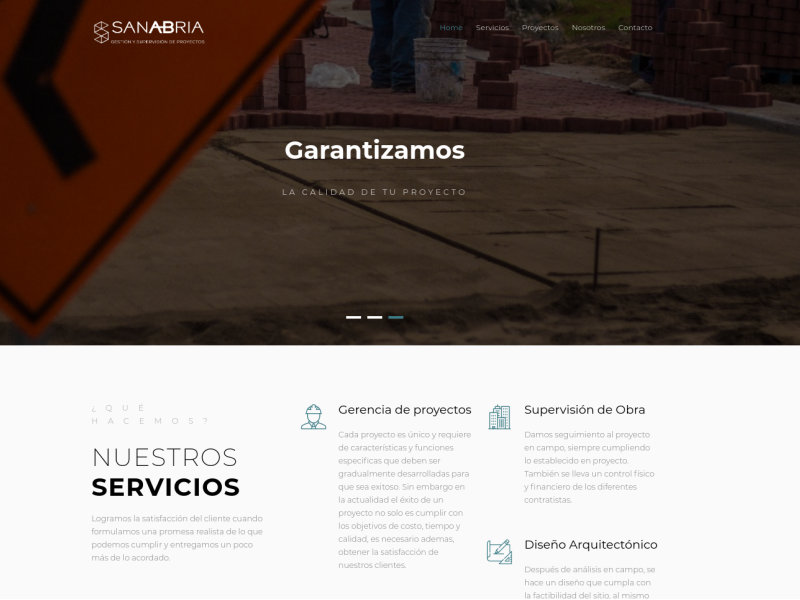 SANABRIA
GESTIÓN Y SUPERVISIÓN DE PROYECTOS
Home Servicios Proyectos Nosotros Contacto
Garantizamos
LA CALIDAD DE TU PROYECTO
¿QUÉ
HACEMOS?
NUESTROS
SERVICIOS
Logramos la satisfacción del cliente cuando
formulamos una promesa realista de lo que
podemos cumplir y entregamos un poco
más de lo acordado.
Gerencia de proyectos
Cada proyecto es único y requiere
de características y funciones
especificas que deben ser
gradualmente desarrolladas para
que sea exitoso. Sin embargo en
la actualidad el éxito de un
proyecto no solo es cumplir con
los objetivos de costo, tiempo y
calidad, es necesario ademas,
obtener la satisfacción de
nuestros clientes.
Supervisión de Obra
Damos seguimiento al proyecto
en campo, siempre cumpliendo
lo establecido en proyecto.
También se lleva un control físico
y financiero de los diferentes
contratistas.
Diseño Arquitectónico
Después de análisis en campo, se
hace un diseño que cumpla con
la factibilidad del sitio, al mismo